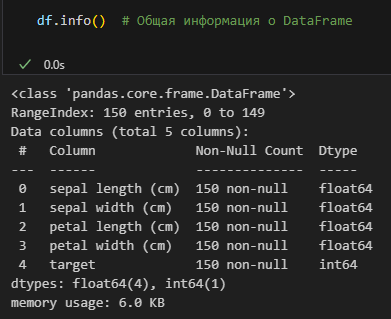 df.info()  # Общая информация о DataFrame
0.0s
<class 'pandas.core.frame.DataFrame'>
RangeIndex: 150 entries, 0 to 149
Data columns (total 5 columns):
 #   Column             Non-Null Count  Dtype
---  ------             --------------  -----
 0   sepal length (cm)  150 non-null    float64
 1   sepal width (cm)   150 non-null    float64
 2   petal length (cm)  150 non-null    float64
 3   petal width (cm)   150 non-null    float64
 4   target             150 non-null    int64
dtypes: float64(4), int64(1)
memory usage: 6.0 KB